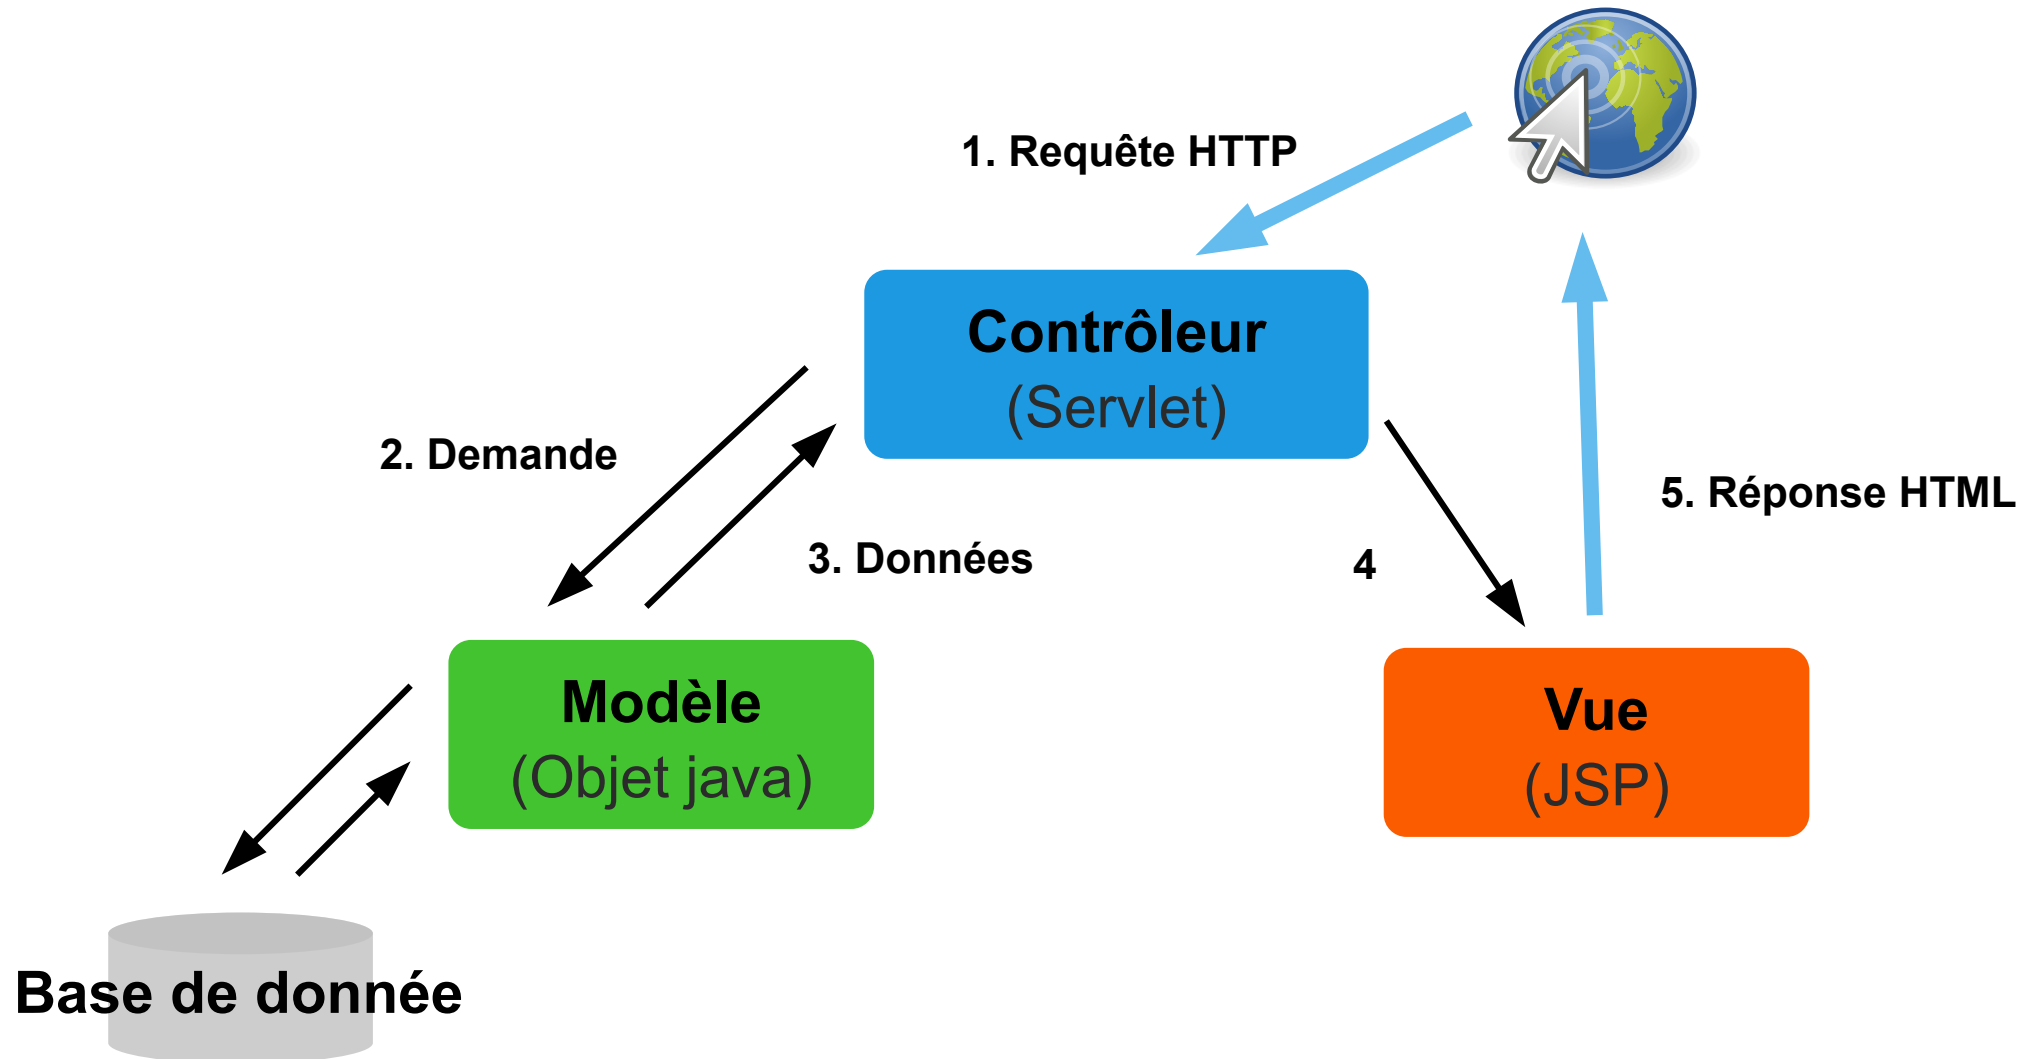 1. Requête HTTP
Contrôleur
(Servlet)
2. Demande
3. Données
4
5. Réponse HTML
Modèle
(Objet java)
Vue
(JSP)
Base de donnée